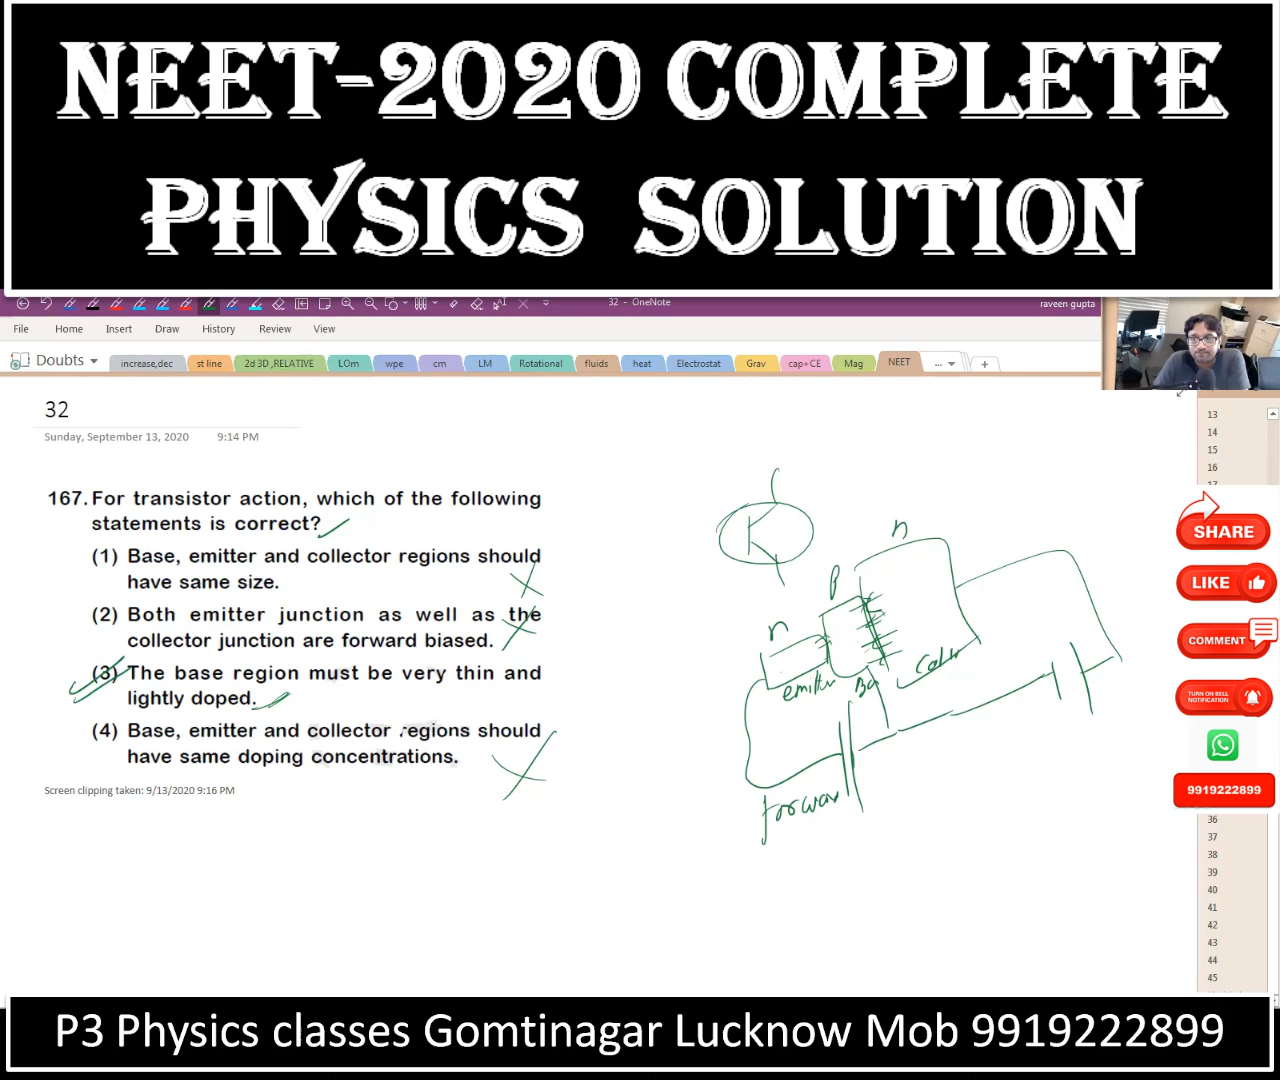 NEET-2020 COMPLETE
PHYSICS SOLUTION
32 - OneNote
raveen gupta
File Home Insert Draw History Review View
Doubts
increase,dec st line 2d 3D ,RELATIVE LOm wpe cm LM Rotational fluids heat Electrostat Grav cap+CE Mag NEET ... +
32
Sunday, September 13, 2020 9:14 PM
167. For transistor action, which of the following
statements is correct?
(1) Base, emitter and collector regions should
have same size.
(2) Both emitter junction as well as the
collector junction are forward biased.
(3) The base region must be very thin and
lightly doped.
(4) Base, emitter and collector regions should
have same doping concentrations.
Screen clipping taken: 9/13/2020 9:16 PM
K
n
n
emitter
forwar
13
14
15
16
17
SHARE
LIKE
COMMENT
TURN ON BELL
NOTIFICATION
9919222899
36
37
38
39
40
41
42
43
44
45
P3 Physics classes Gomtinagar Lucknow Mob 9919222899